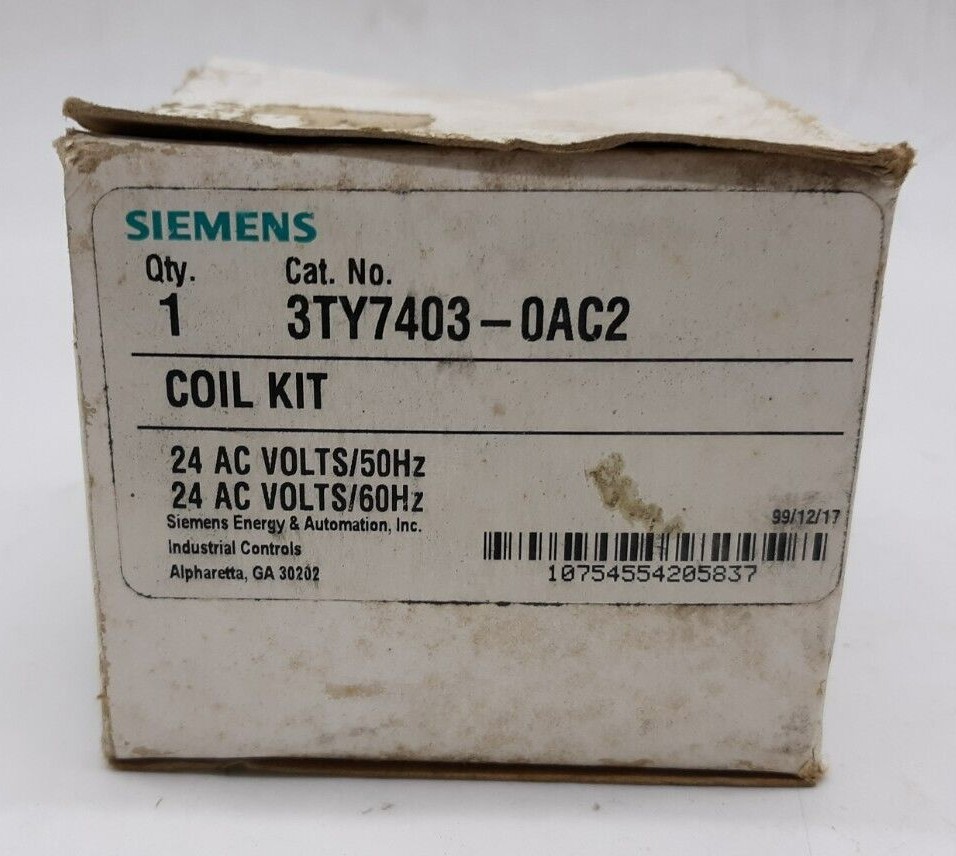 SIEMENS
Qty. Cat. No.
1 3TY7403-0AC2
COIL KIT
24 AC VOLTS/50Hz
24 AC VOLTS/60Hz
Siemens Energy & Automation, Inc.
Industrial Controls
Alpharetta, GA 30202
99/12/17
10754554205837